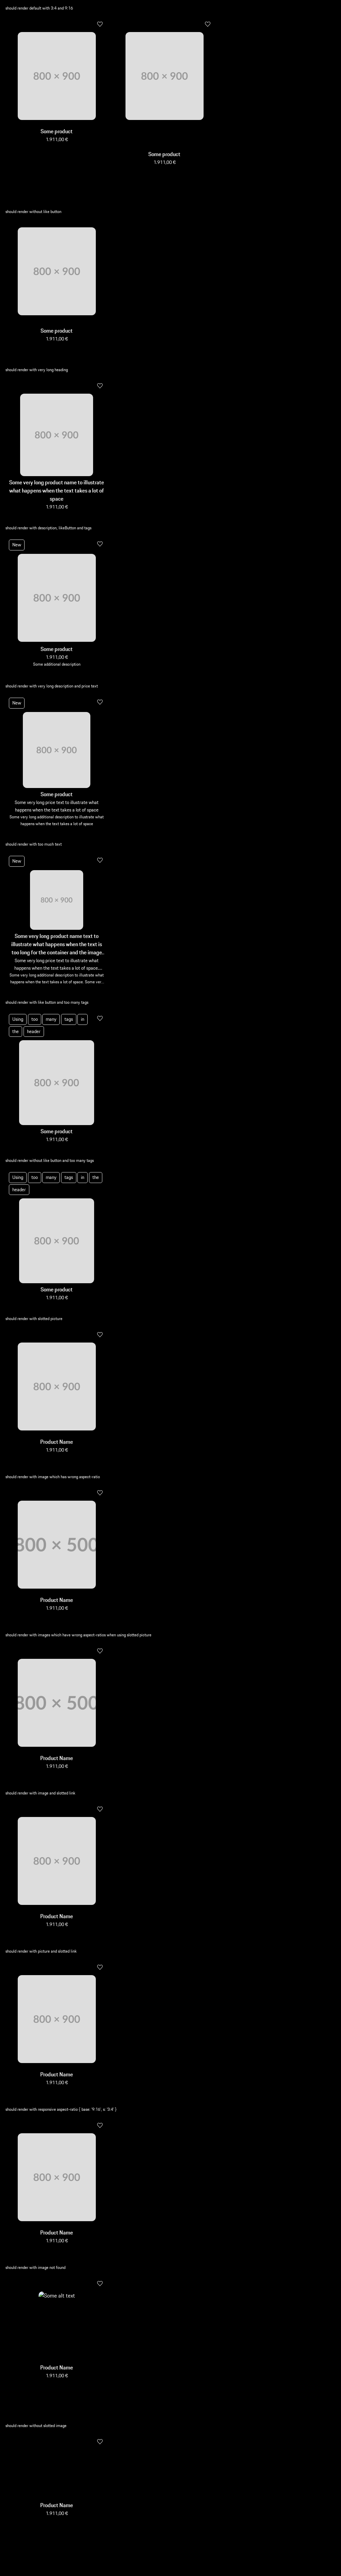 should render default with 3:4 and 9:16
800 × 900
800 × 900
Some product
1.911,00 €
Some product
1.911,00 €
should render without like button
800 × 900
Some product
1.911,00 €
should render with very long heading
800 × 900
Some very long product name to illustrate
what happens when the text takes a lot of
space
1.911,00 €
should render with description, likeButton and tags
New
800 × 900
Some product
1.911,00 €
Some additional description
should render with very long description and price text
New
800 × 900
Some product
Some very long price text to illustrate what
happens when the text takes a lot of space
Some very long additional description to illustrate what
happens when the text takes a lot of space
should render with too much text
New
800 × 900
Some very long product name text to
illustrate what happens when the text is
too long for the container and the image…
Some very long price text to illustrate what
happens when the text takes a lot of space.…
Some very long additional description to illustrate what
happens when the text takes a lot of space. Some ver…
should render with like button and too many tags
Using too many tags in
the header
800 × 900
Some product
1.911,00 €
should render without like button and too many tags
Using too many tags in the
header
800 × 900
Some product
1.911,00 €
should render with slotted picture
800 × 900
Product Name
1.911,00 €
should render with image which has wrong aspect-ratio
800 × 500
Product Name
1.911,00 €
should render with images which have wrong aspect-ratios when using slotted picture
800 × 500
Product Name
1.911,00 €
should render with image and slotted link
800 × 900
Product Name
1.911,00 €
should render with picture and slotted link
800 × 900
Product Name
1.911,00 €
should render with responsive aspect-ratio { base: '9:16', s: '3:4' }
800 × 900
Product Name
1.911,00 €
should render with image not found
Some alt text
Product Name
1.911,00 €
should render without slotted image
Product Name
1.911,00 €